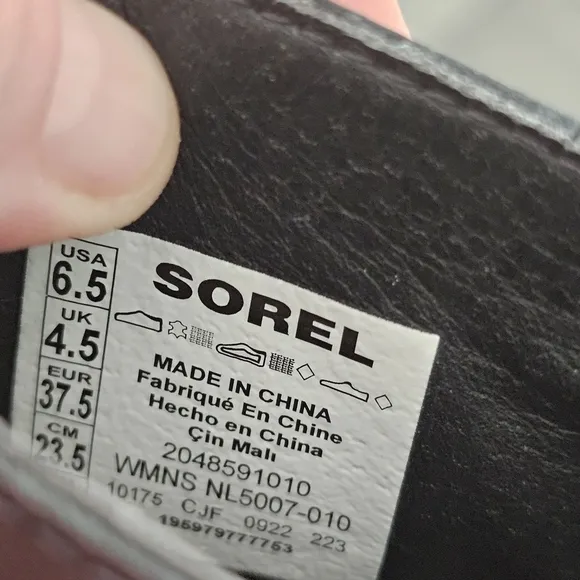 USA
6.5
UK
4.5
EUR
37.5
CM
23.5
SOREL
MADE IN CHINA
Fabriqué En Chine
Hecho en China
Çin Malı
2048591010
WMNS NL5007-010
10175 CJF 0922 223
195979777753